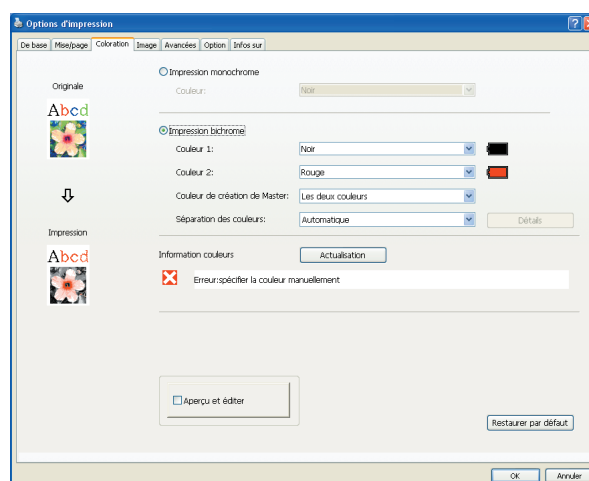 Options d'impression
De base Mise/page Coloration Image Avancées Option Infos sur
Originale
Abcd
Impression
Abcd
Impression monochrome
Couleur: Noir
Impression bichrome
Couleur 1: Noir
Couleur 2: Rouge
Couleur de création de Master: Les deux couleurs
Séparation des couleurs: Automatique Détails
Information couleurs Actualisation
Erreur:spécifier la couleur manuellement
Aperçu et éditer
Restaurer par défaut
OK Annuler